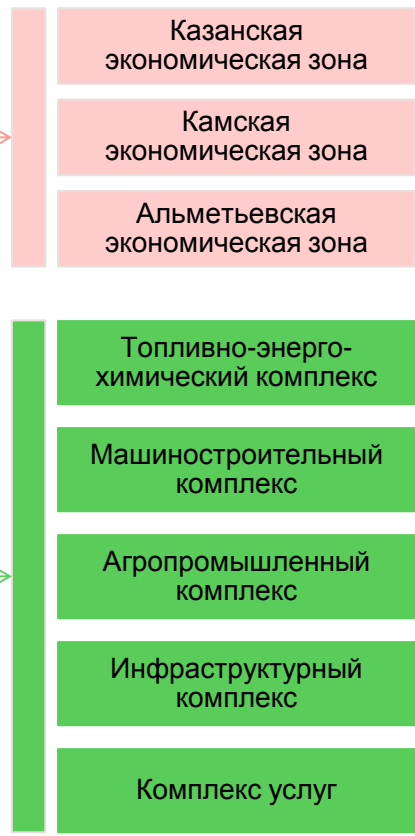 Казанская
экономическая зона
Камская
экономическая зона
Альметьевская
экономическая зона
Топливно-энерго-
химический комплекс
Машиностроительный
комплекс
Агропромышленный
комплекс
Инфраструктурный
комплекс
Комплекс услуг